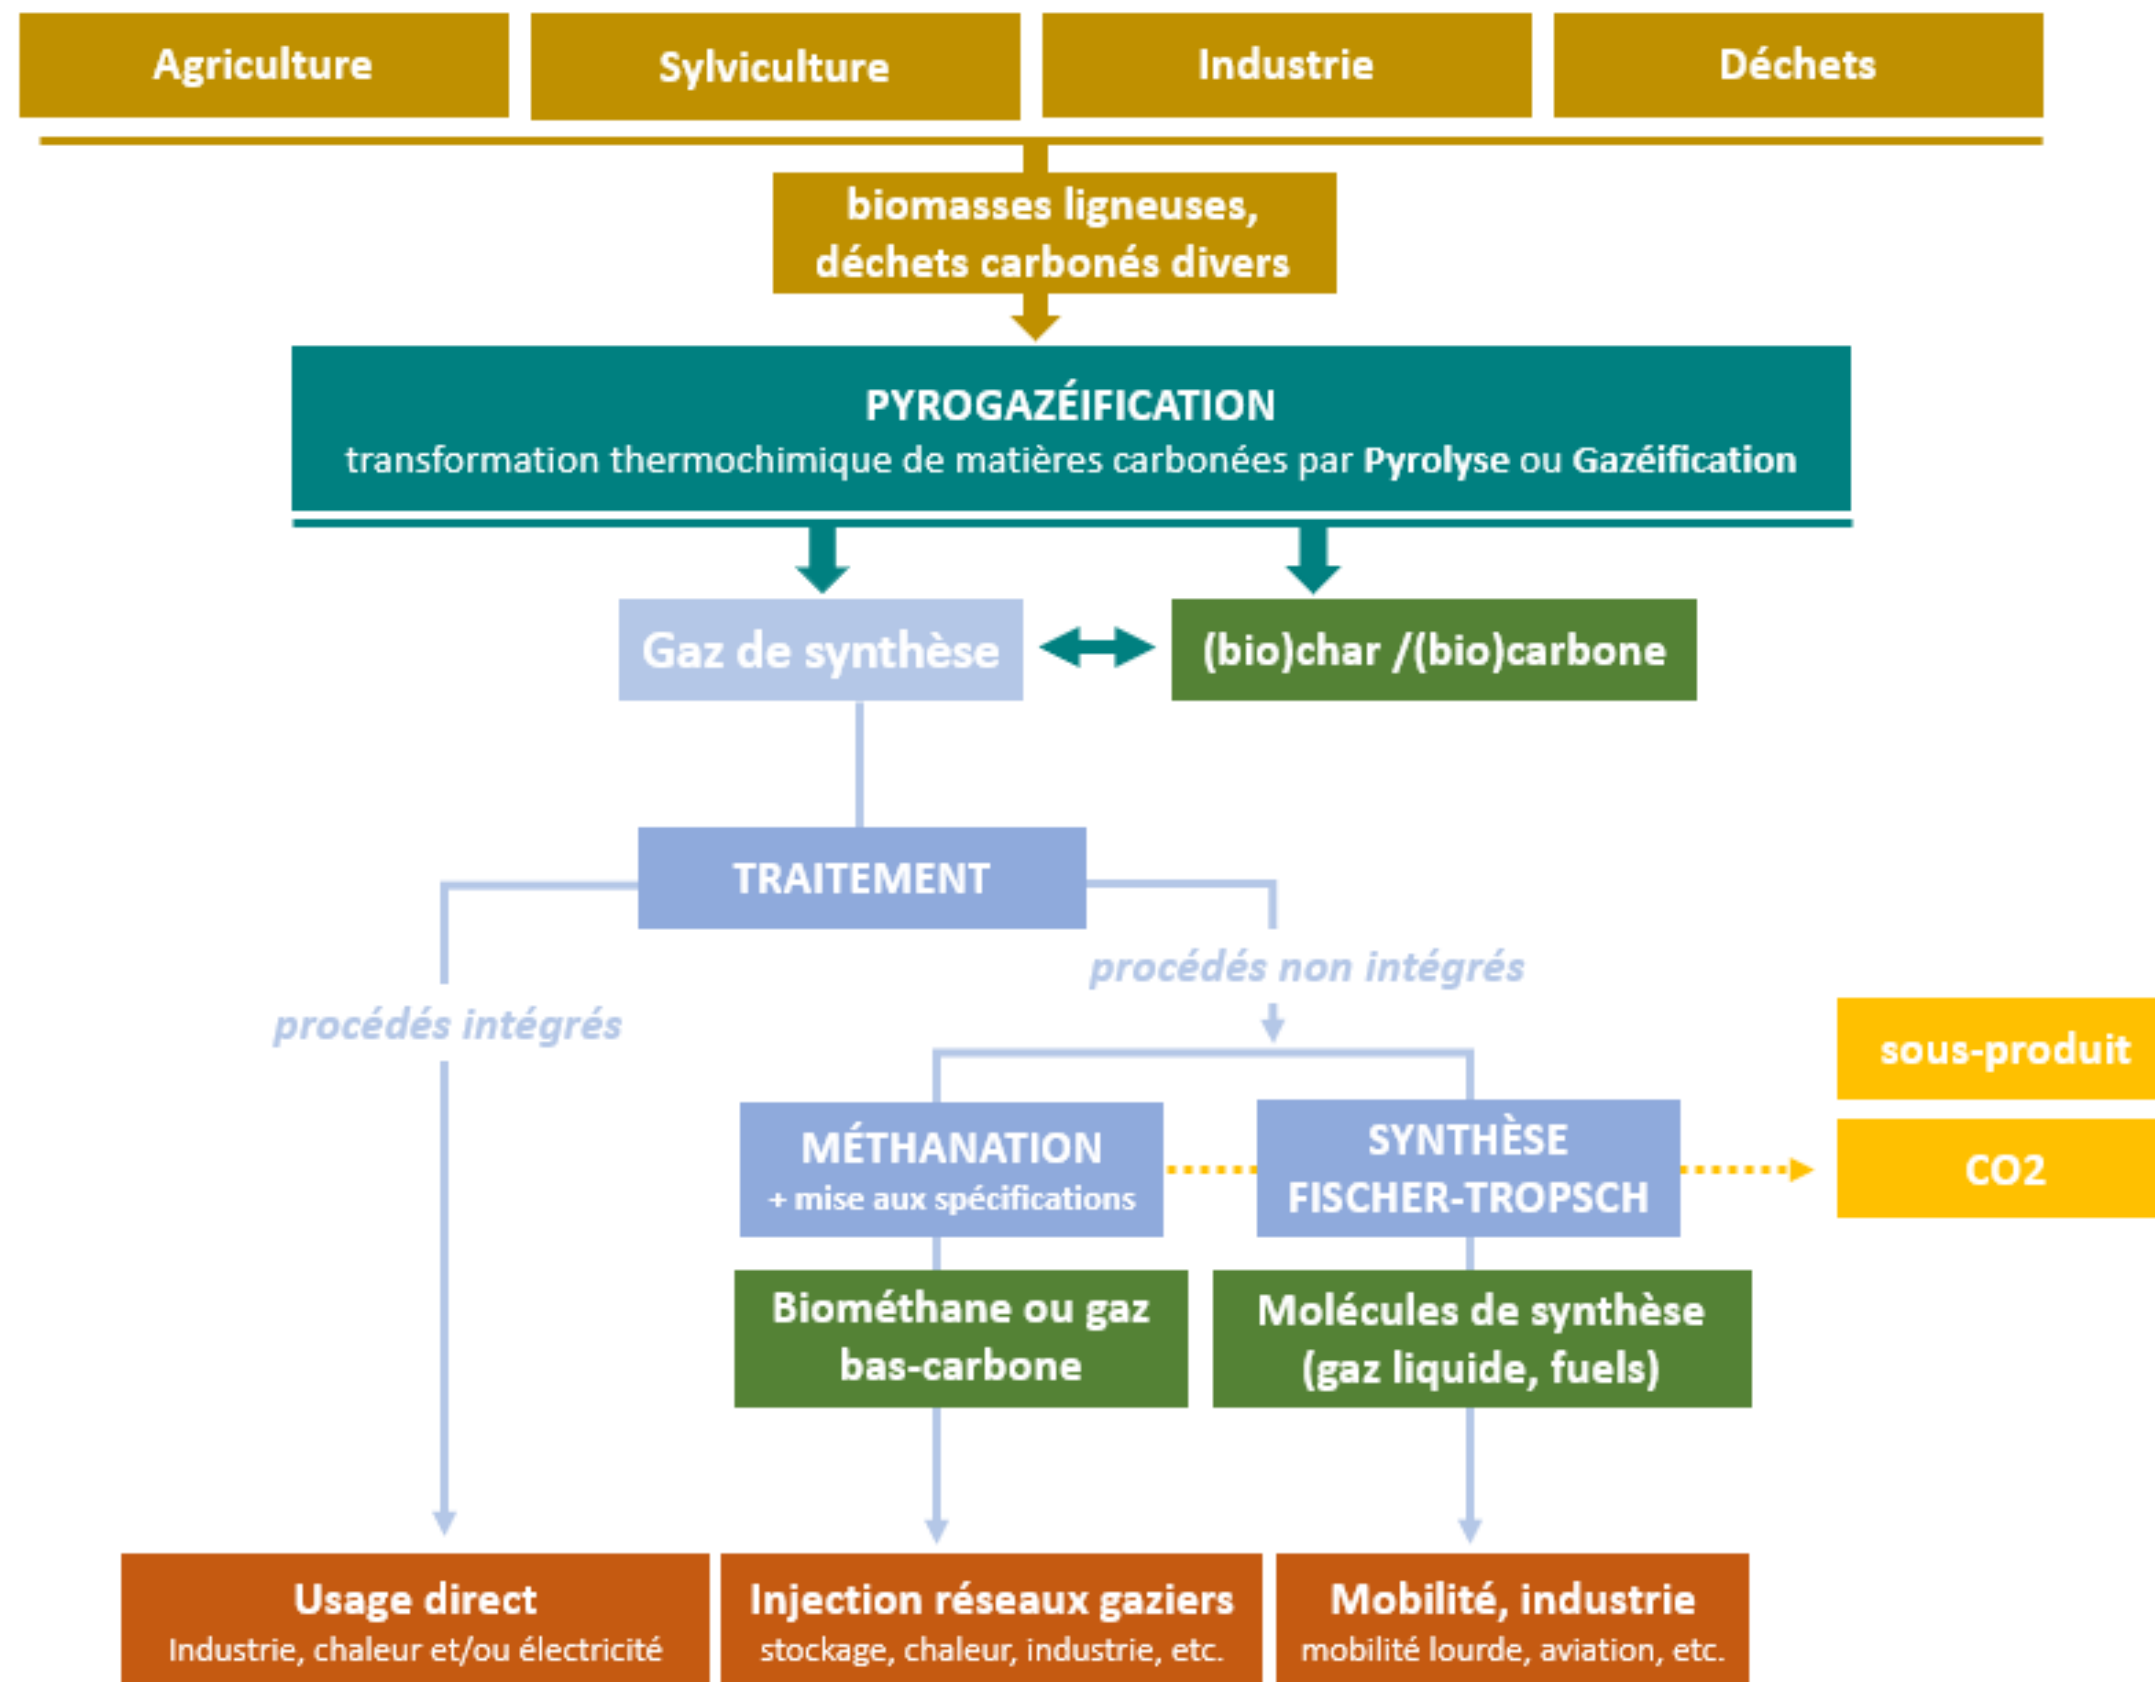 Agriculture
Sylviculture
Industrie
Déchets
biomasses ligneuses,
déchets carbonés divers
PYROGAZÉIFICATION
transformation thermochimique de matières carbonées par Pyrolyse ou Gazéification
Gaz de synthèse
(bio)char /(bio)carbone
TRAITEMENT
procédés non intégrés
procédés intégrés
sous-produit
MÉTHANATION
+ mise aux spécifications
SYNTHÈSE
FISCHER-TROPSCH
CO2
Biométhane ou gaz
bas-carbone
Molécules de synthèse
(gaz liquide, fuels)
Usage direct
Industrie, chaleur et/ou électricité
Injection réseaux gaziers
stockage, chaleur, industrie, etc.
Mobilité, industrie
mobilité lourde, aviation, etc.